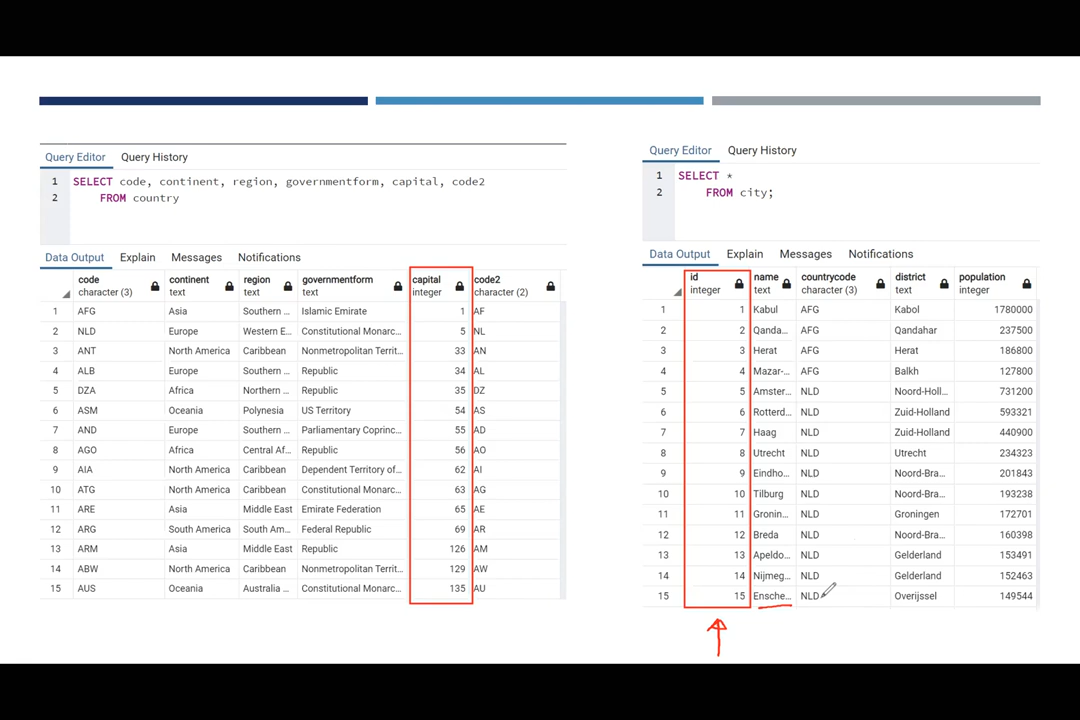 Query Editor Query History
1 SELECT code, continent, region, governmentform, capital, code2
2 FROM country
Data Output Explain Messages Notifications
code continent region governmentform capital code2
character (3) text text text integer character (2)
1 AFG Asia Southern ... Islamic Emirate 1 AF
2 NLD Europe Western E... Constitutional Monarc... 5 NL
3 ANT North America Caribbean Nonmetropolitan Territ... 33 AN
4 ALB Europe Southern ... Republic 34 AL
5 DZA Africa Northern ... Republic 35 DZ
6 ASM Oceania Polynesia US Territory 54 AS
7 AND Europe Southern ... Parliamentary Coprinc... 55 AD
8 AGO Africa Central Af... Republic 56 AO
9 AIA North America Caribbean Dependent Territory of... 62 AI
10 ATG North America Caribbean Constitutional Monarc... 63 AG
11 ARE Asia Middle East Emirate Federation 65 AE
12 ARG South America South Am... Federal Republic 69 AR
13 ARM Asia Middle East Republic 126 AM
14 ABW North America Caribbean Nonmetropolitan Territ... 129 AW
15 AUS Oceania Australia ... Constitutional Monarc... 135 AU
Query Editor Query History
1 SELECT *
2 FROM city;
Data Output Explain Messages Notifications
id name countrycode district population
integer text character (3) text integer
1 1 Kabul AFG Kabol 1780000
2 2 Qanda... AFG Qandahar 237500
3 3 Herat AFG Herat 186800
4 4 Mazar-... AFG Balkh 127800
5 5 Amster... NLD Noord-Holl... 731200
6 6 Rotterd... NLD Zuid-Holland 593321
7 7 Haag NLD Zuid-Holland 440900
8 8 Utrecht NLD Utrecht 234323
9 9 Eindho... NLD Noord-Bra... 201843
10 10 Tilburg NLD Noord-Bra... 193238
11 11 Gronin... NLD Groningen 172701
12 12 Breda NLD Noord-Bra... 160398
13 13 Apeldo... NLD Gelderland 153491
14 14 Nijmeg... NLD Gelderland 152463
15 15 Ensche... NLD Overijssel 149544